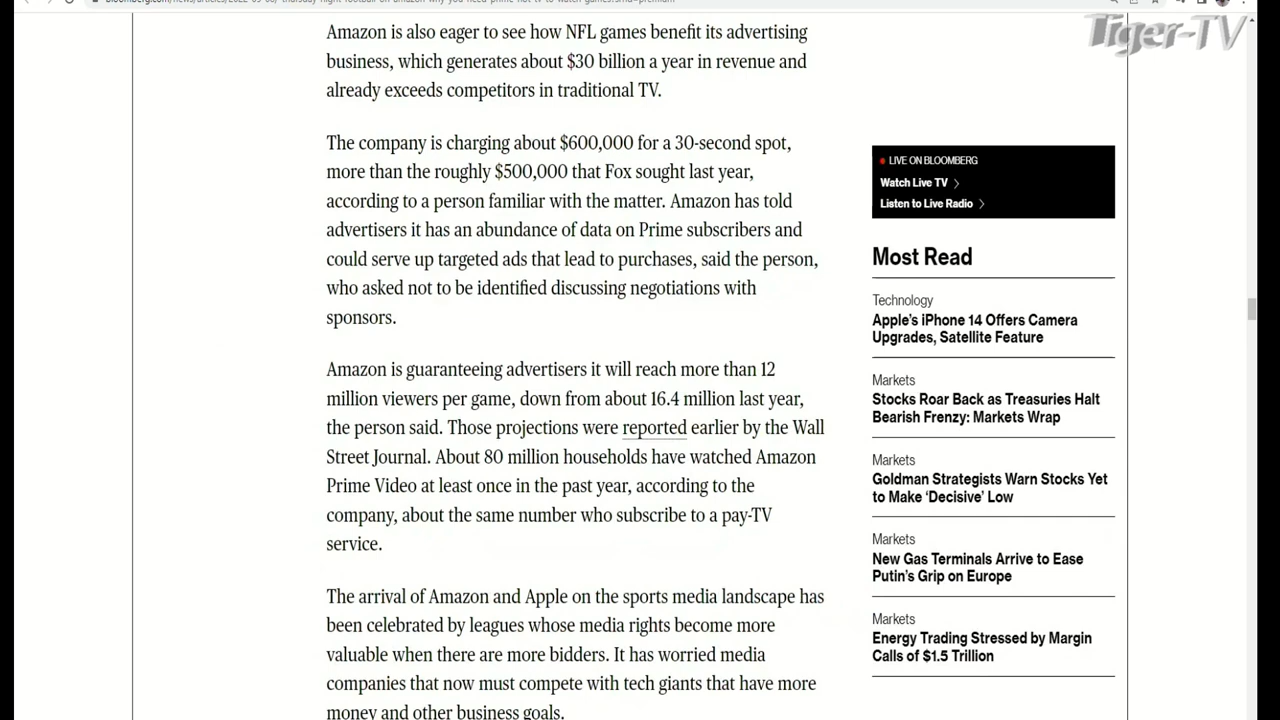 Tiger-TV
Amazon is also eager to see how NFL games benefit its advertising
business, which generates about $30 billion a year in revenue and
already exceeds competitors in traditional TV.
The company is charging about $600,000 for a 30-second spot,
more than the roughly $500,000 that Fox sought last year,
according to a person familiar with the matter. Amazon has told
advertisers it has an abundance of data on Prime subscribers and
could serve up targeted ads that lead to purchases, said the person,
who asked not to be identified discussing negotiations with
sponsors.
Amazon is guaranteeing advertisers it will reach more than 12
million viewers per game, down from about 16.4 million last year,
the person said. Those projections were reported earlier by the Wall
Street Journal. About 80 million households have watched Amazon
Prime Video at least once in the past year, according to the
company, about the same number who subscribe to a pay-TV
service.
The arrival of Amazon and Apple on the sports media landscape has
been celebrated by leagues whose media rights become more
valuable when there are more bidders. It has worried media
companies that now must compete with tech giants that have more
money and other business goals.
LIVE ON BLOOMBERG
Watch Live TV
Listen to Live Radio
Most Read
Technology
Apple's iPhone 14 Offers Camera
Upgrades, Satellite Feature
Markets
Stocks Roar Back as Treasuries Halt
Bearish Frenzy: Markets Wrap
Markets
Goldman Strategists Warn Stocks Yet
to Make ‘Decisive’ Low
Markets
New Gas Terminals Arrive to Ease
Putin's Grip on Europe
Markets
Energy Trading Stressed by Margin
Calls of $1.5 Trillion